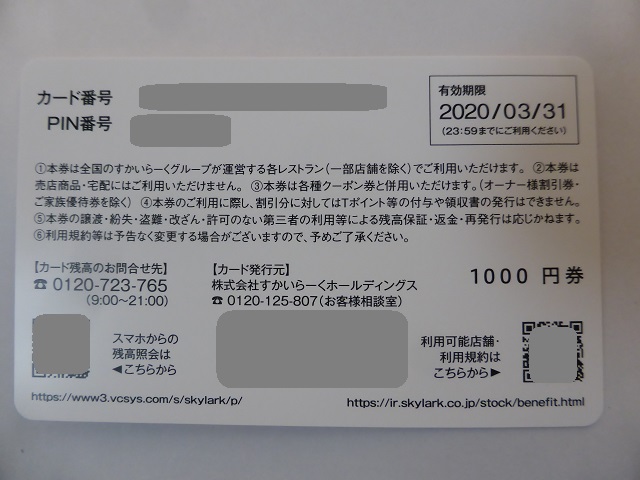 カード番号
PIN番号
有効期限
2020/03/31
(23:59までにご利用ください)
①本券は全国のすかいらーくグループが運営する各レストラン(一部店舗を除く)でご利用いただけます。 ②本券は
売店商品・宅配にはご利用いただけません。 ③本券は各種クーポン券と併用いただけます。(オーナー様割引券・
ご家族優待券を除く) ④本券のご利用に際し、割引分に対してはTポイント等の付与や領収書の発行はできません。
⑤本券の譲渡・紛失・盗難・改ざん・許可のない第三者の利用等による残高保証・返金・再発行は応じかねます。
⑥利用規約等は予告なく変更する場合がございますので、予めご了承ください。
【カード残高のお問合せ先】
☎ 0120-723-765
(9:00〜21:00)
【カード発行元】
株式会社すかいらーくホールディングス
☎ 0120-125-807(お客様相談室)
1000 円券
スマホからの
残高照会は
◀こちらから
利用可能店舗・
利用規約は
こちらから▶
https://www3.vcsys.com/s/skylark/p/
https://ir.skylark.co.jp/stock/benefit.html